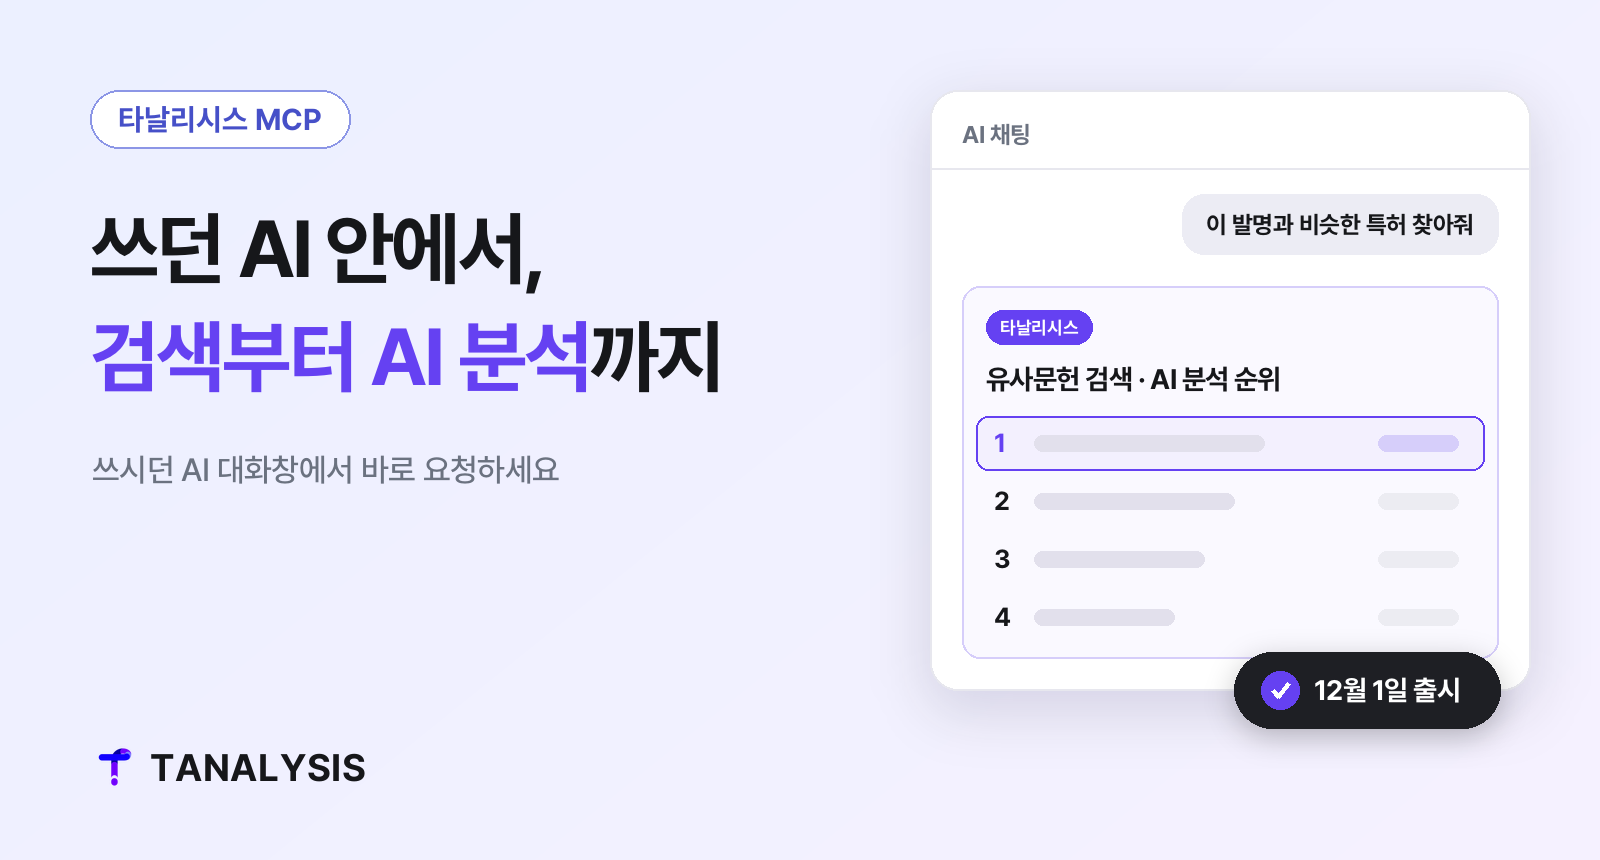 타날리시스 MCP
쓰던 AI 안에서,
검색부터 AI 분석까지
쓰시던 AI 대화창에서 바로 요청하세요
TANALYSIS
AI 채팅
이 발명과 비슷한 특허 찾아줘
타날리시스
유사문헌 검색 · AI 분석 순위
1
2
3
4
12월 1일 출시